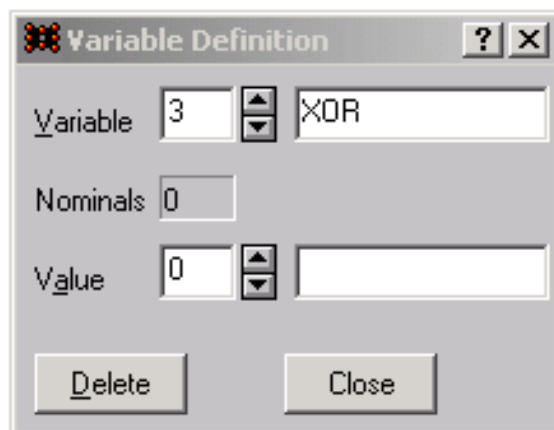 Variable Definition ? X
Variable 3 XOR
Nominals 0
Value 0
Delete Close